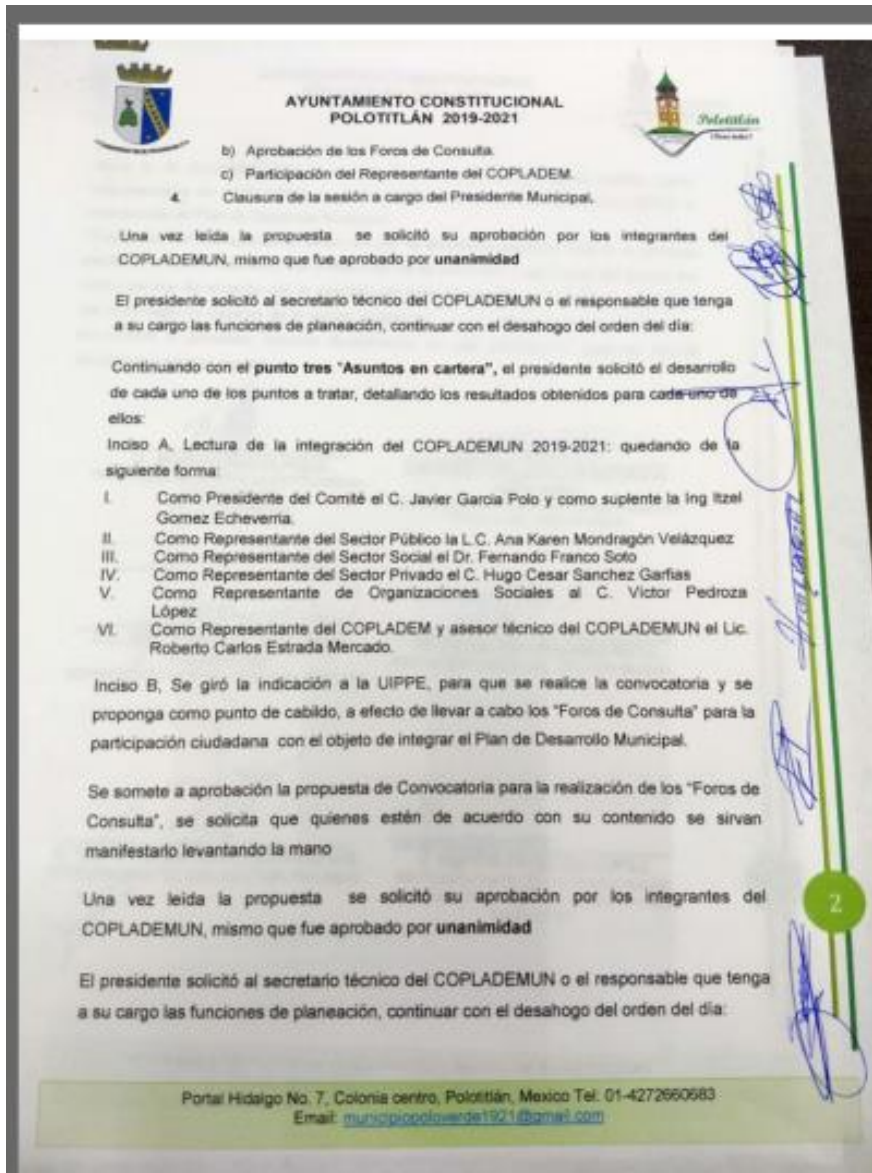 AYUNTAMIENTO CONSTITUCIONAL
POLOTITLÁN 2019-2021
Polotitlán
b) Aprobación de los Foros de Consulta.
c) Participación del Representante del COPLADEM.
4. Clausura de la sesión a cargo del Presidente Municipal.
Una vez leída la propuesta se solicitó su aprobación por los integrantes del
COPLADEMUN, mismo que fue aprobado por unanimidad
El presidente solicitó al secretario técnico del COPLADEMUN o el responsable que tenga
a su cargo las funciones de planeación, continuar con el desahogo del orden del día:
Continuando con el punto tres "Asuntos en cartera", el presidente solicitó el desarrollo
de cada uno de los puntos a tratar, detallando los resultados obtenidos para cada uno de
ellos:
Inciso A, Lectura de la integración del COPLADEMUN 2019-2021: quedando de la
siguiente forma:
I. Como Presidente del Comité el C. Javier Garcia Polo y como suplente la Ing Itzel
Gomez Echeverria.
II. Como Representante del Sector Público la L.C. Ana Karen Mondragón Velázquez
III. Como Representante del Sector Social el Dr. Fernando Franco Soto
IV. Como Representante del Sector Privado el C. Hugo Cesar Sanchez Garfias
V. Como Representante de Organizaciones Sociales al C. Victor Pedroza
López
VI. Como Representante del COPLADEM y asesor técnico del COPLADEMUN el Lic.
Roberto Carlos Estrada Mercado.
Inciso B, Se giró la indicación a la UIPPE, para que se realice la convocatoria y se
proponga como punto de cabildo, a efecto de llevar a cabo los "Foros de Consulta" para la
participación ciudadana con el objeto de integrar el Plan de Desarrollo Municipal.
Se somete a aprobación la propuesta de Convocatoria para la realización de los "Foros de
Consulta", se solicita que quienes estén de acuerdo con su contenido se sirvan
manifestarlo levantando la mano
Una vez leída la propuesta se solicitó su aprobación por los integrantes del
COPLADEMUN, mismo que fue aprobado por unanimidad
2
El presidente solicitó al secretario técnico del COPLADEMUN o el responsable que tenga
a su cargo las funciones de planeación, continuar con el desahogo del orden del día:
Portal Hidalgo No. 7, Colonia centro, Polotitlán, Mexico Tel. 01-4272660683
Email: municipiopoloverde1921@gmail.com